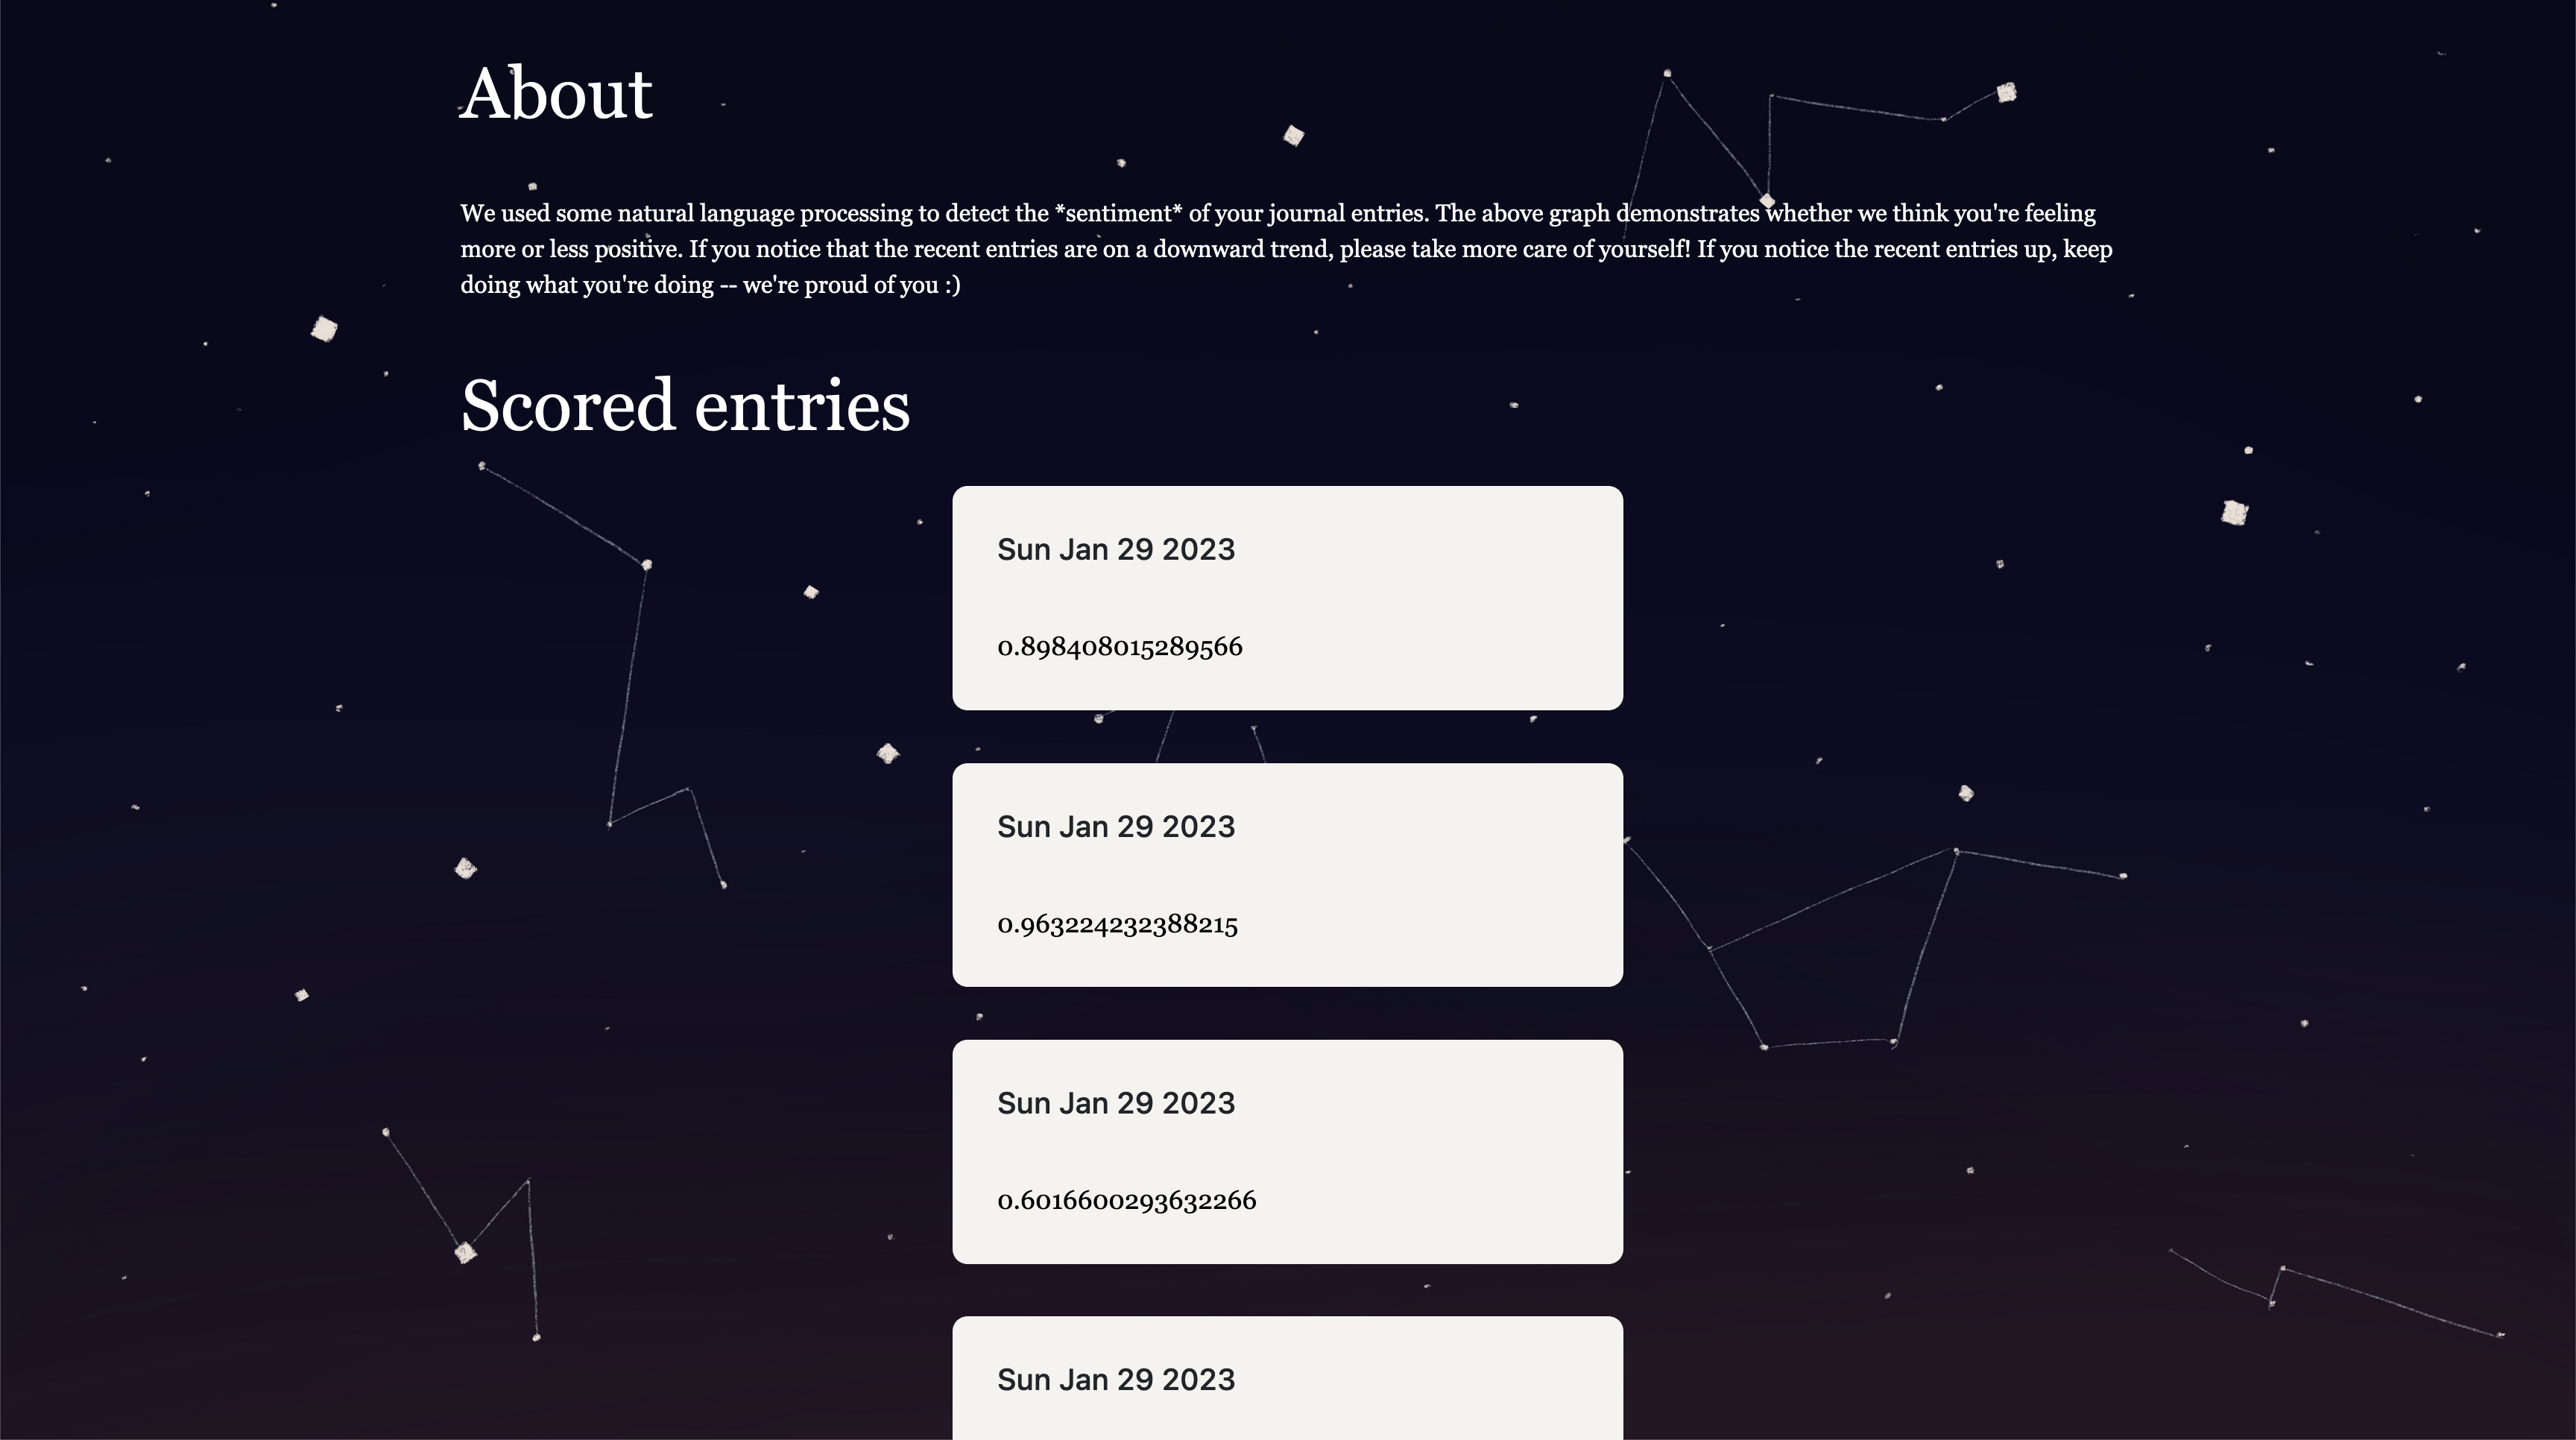 About
We used some natural language processing to detect the *sentiment* of your journal entries. The above graph demonstrates whether we think you're feeling
more or less positive. If you notice that the recent entries are on a downward trend, please take more care of yourself! If you notice the recent entries up, keep
doing what you're doing -- we're proud of you :)
Scored entries
Sun Jan 29 2023
0.898408015289566
Sun Jan 29 2023
0.963224232388215
Sun Jan 29 2023
0.6016600293632266
Sun Jan 29 2023